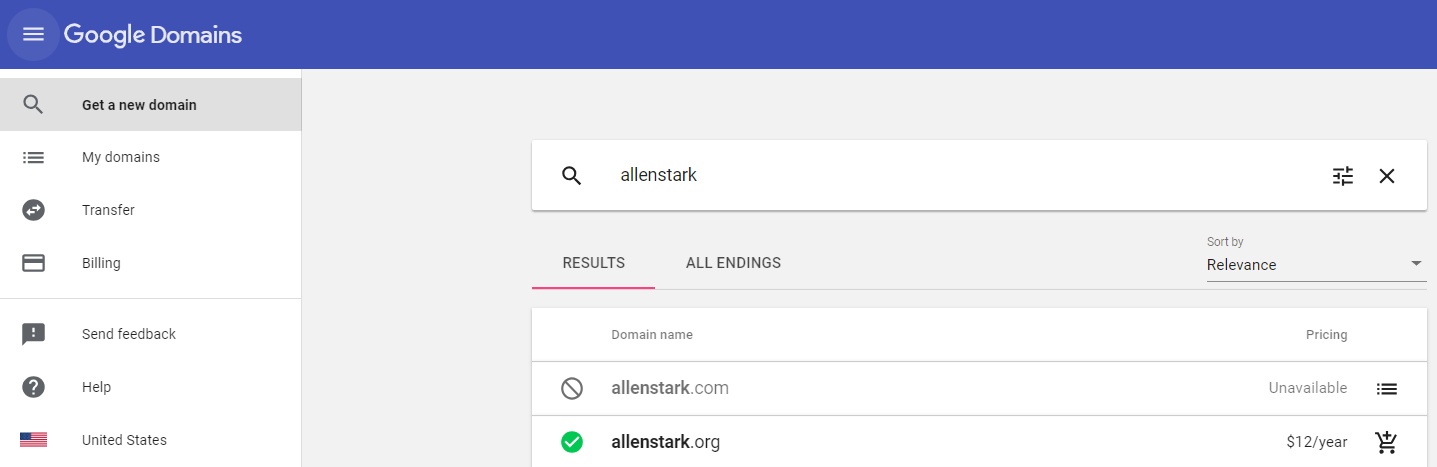 Google Domains
Get a new domain
My domains
Transfer
Billing
Send feedback
Help
United States
allenstark
Sort by
RESULTS ALL ENDINGS Relevance
Domain name Pricing
allenstark.com Unavailable
allenstark.org $12/year